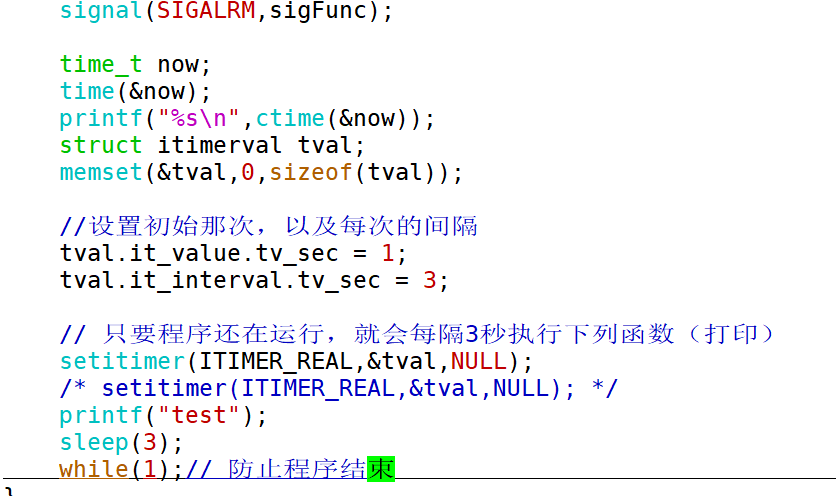 signal(SIGALRM,sigFunc);
time_t now;
time(&now);
printf("%s\n",ctime(&now));
struct itimerval tval;
memset(&tval,0,sizeof(tval));
//设置初始那次，以及每次的间隔
tval.it_value.tv_sec = 1;
tval.it_interval.tv_sec = 3;
// 只要程序还在运行，就会每隔3秒执行下列函数（打印）
setitimer(ITIMER_REAL,&tval,NULL);
/* setitimer(ITIMER_REAL,&tval,NULL); */
printf("test");
sleep(3);
while(1);// 防止程序结束
}